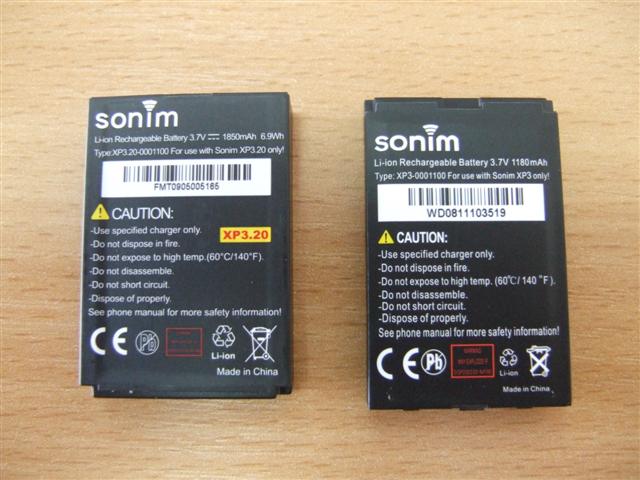 sonim
Li-ion Rechargeable Battery 3.7V 1850mAh 6.9Wh
Type:XP3.20-0001100 For use with Sonim XP3.20 only!
FMT0905005165
CAUTION:
-Use specified charger only.
XP3.20
-Do not dispose in fire.
-Do not expose to high temp.(60°C/140°F).
-Do not disassemble.
-Do not short circuit.
-Dispose of properly.
See phone manual for more safety information!
CE Pb
Li-ion
Made in China
sonim
Li-ion Rechargeable Battery 3.7V 1180mAh
Type: XP3-0001100 For use with Sonim XP3 only!
WD0811103519
CAUTION:
-Use specified charger only.
-Do not dispose in fire.
-Do not expose to high temp.(60℃/140 °F).
-Do not disassemble.
-Do not short circuit.
-Dispose of properly.
See phone manual for more safety information!
CE Pb
Li-ion
Made in China